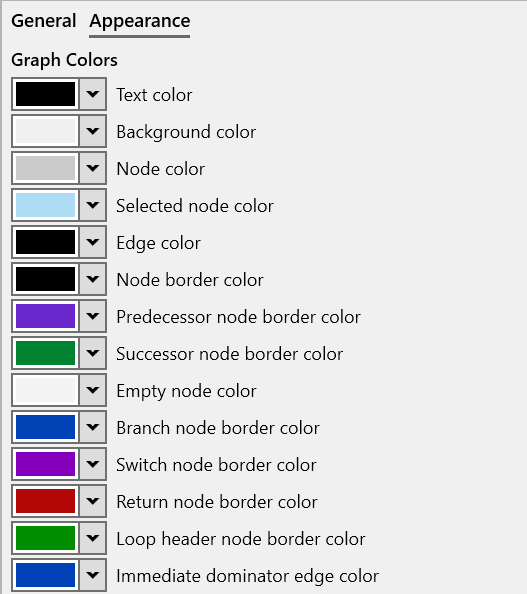 General Appearance
Graph Colors
Text color
Background color
Node color
Selected node color
Edge color
Node border color
Predecessor node border color
Successor node border color
Empty node color
Branch node border color
Switch node border color
Return node border color
Loop header node border color
Immediate dominator edge color